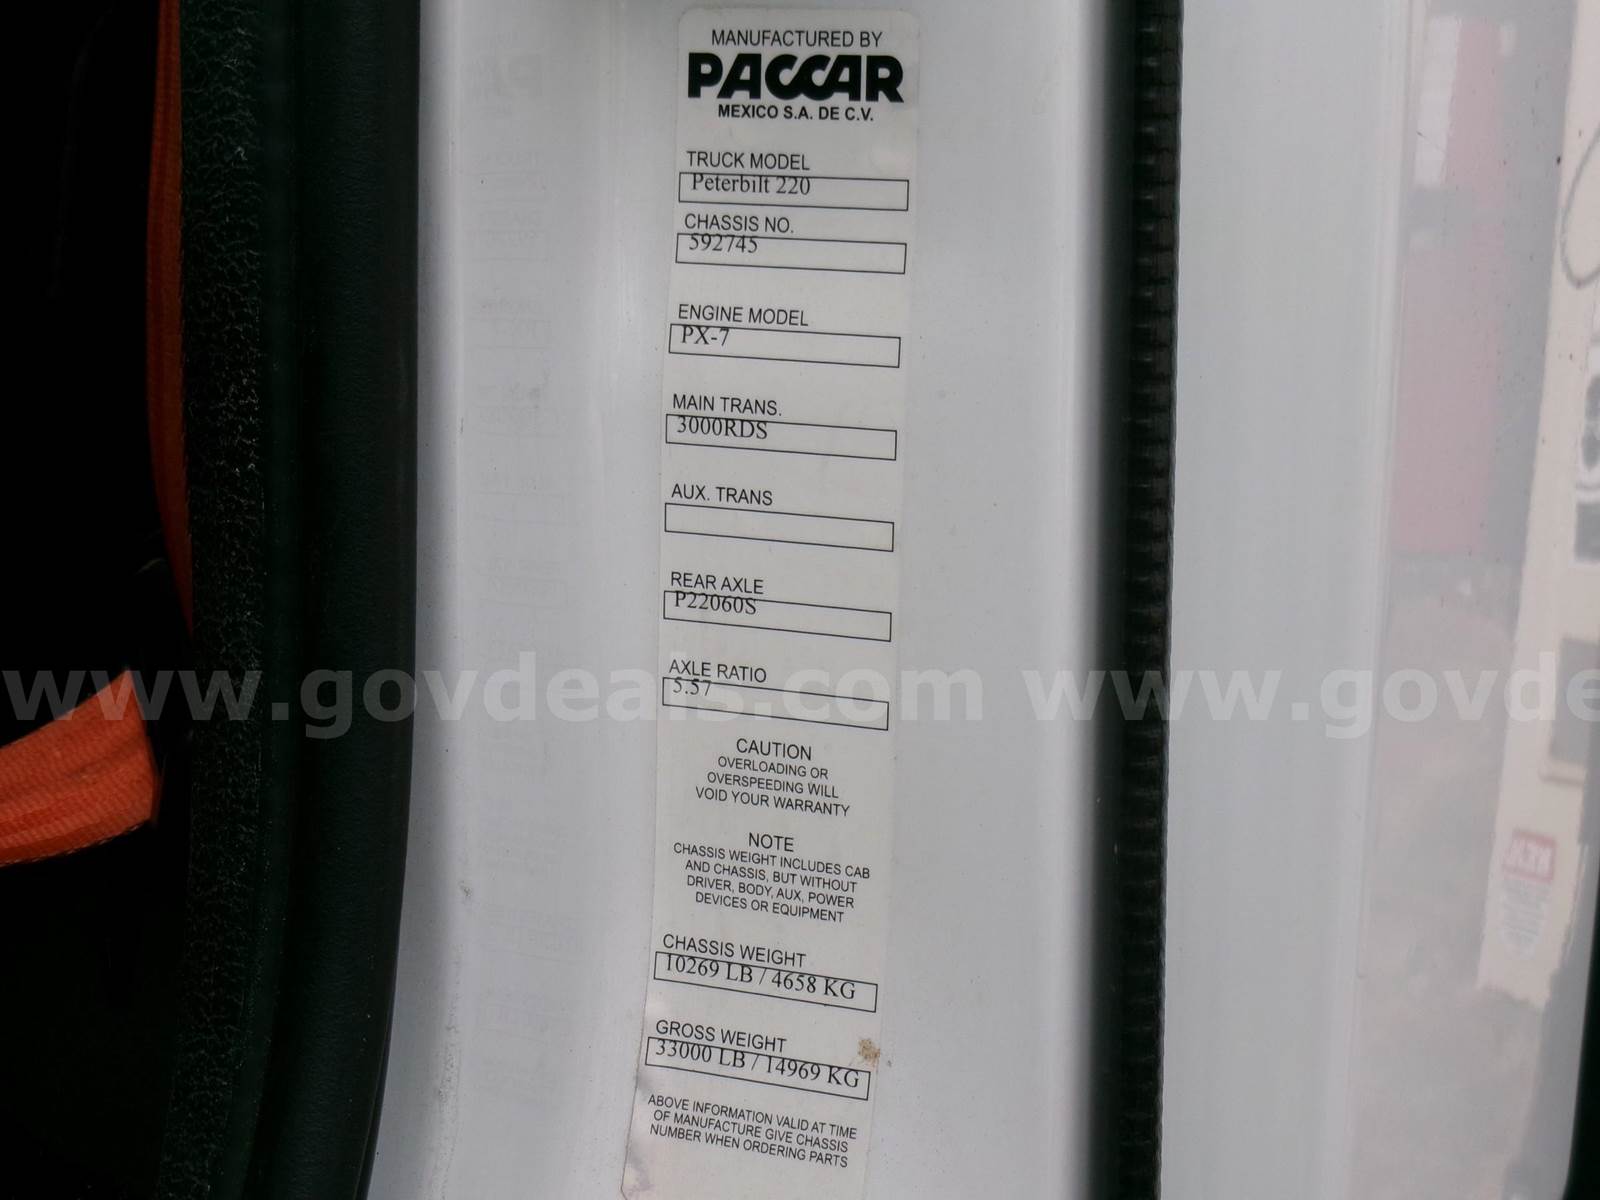 MANUFACTURED BY
PACCAR
MEXICO S.A. DE C.V.
TRUCK MODEL
Peterbilt 220
CHASSIS NO.
592745
ENGINE MODEL
PX-7
MAIN TRANS.
3000RDS
AUX. TRANS
REAR AXLE
P22060S
AXLE RATIO
5.57
www.govdeals.com www.govde
CAUTION
OVERLOADING OR
OVERSPEEDING WILL
VOID YOUR WARRANTY
NOTE
CHASSIS WEIGHT INCLUDES CAB
AND CHASSIS, BUT WITHOUT
DRIVER, BODY, AUX, POWER
DEVICES OR EQUIPMENT
CHASSIS WEIGHT
10269 LB / 4658 KG
GROSS WEIGHT
33000 LB / 14969 KG
ABOVE INFORMATION VALID AT TIME
OF MANUFACTURE GIVE CHASSIS
NUMBER WHEN ORDERING PARTS